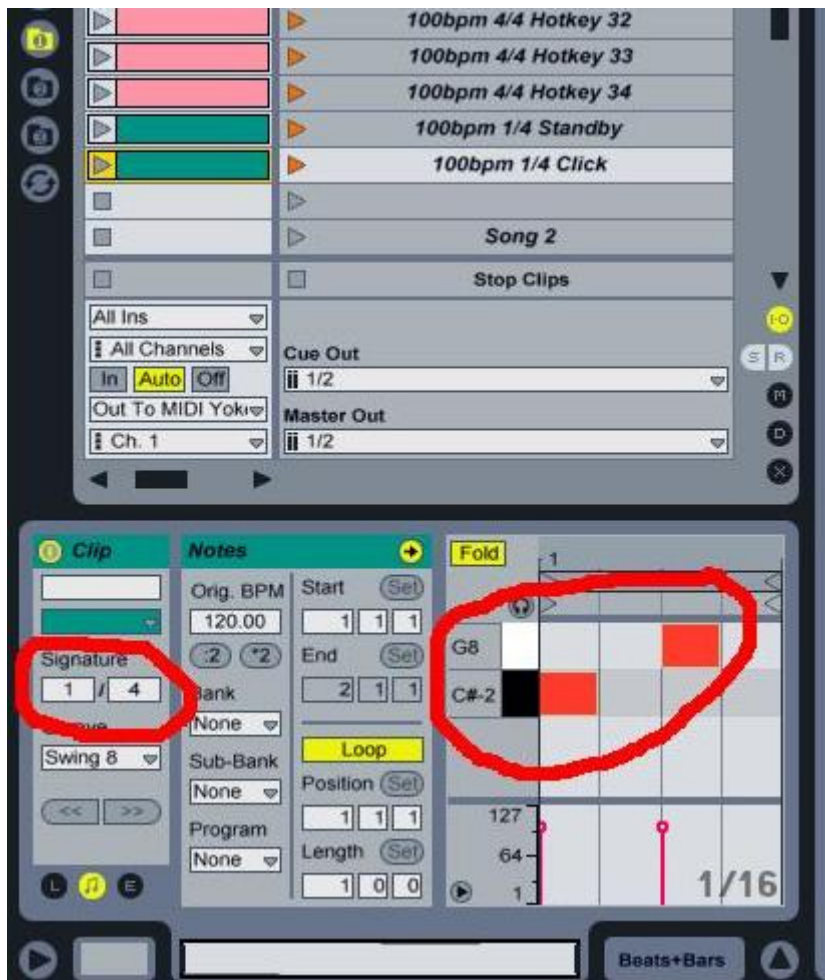 100bpm 4/4 Hotkey 32
100bpm 4/4 Hotkey 33
100bpm 4/4 Hotkey 34
100bpm 1/4 Standby
100bpm 1/4 Click
Song 2
Stop Clips
All Ins
All Channels
In Auto Off
Out To MIDI Yok
Ch. 1
Cue Out
1/2
Master Out
1/2
I-O
S R
M
D
X
Clip
Signature
1 / 4
Swing 8
<< >>
L E
Notes
Orig. BPM
120.00
:2 *2
Bank
None
Sub-Bank
None
Program
None
Start Set
1 1 1
End Set
2 1 1
Loop
Position Set
1 1 1
Length Set
1 0 0
Fold
1
G8
C#-2
127
64
1
1/16
Beats+Bars